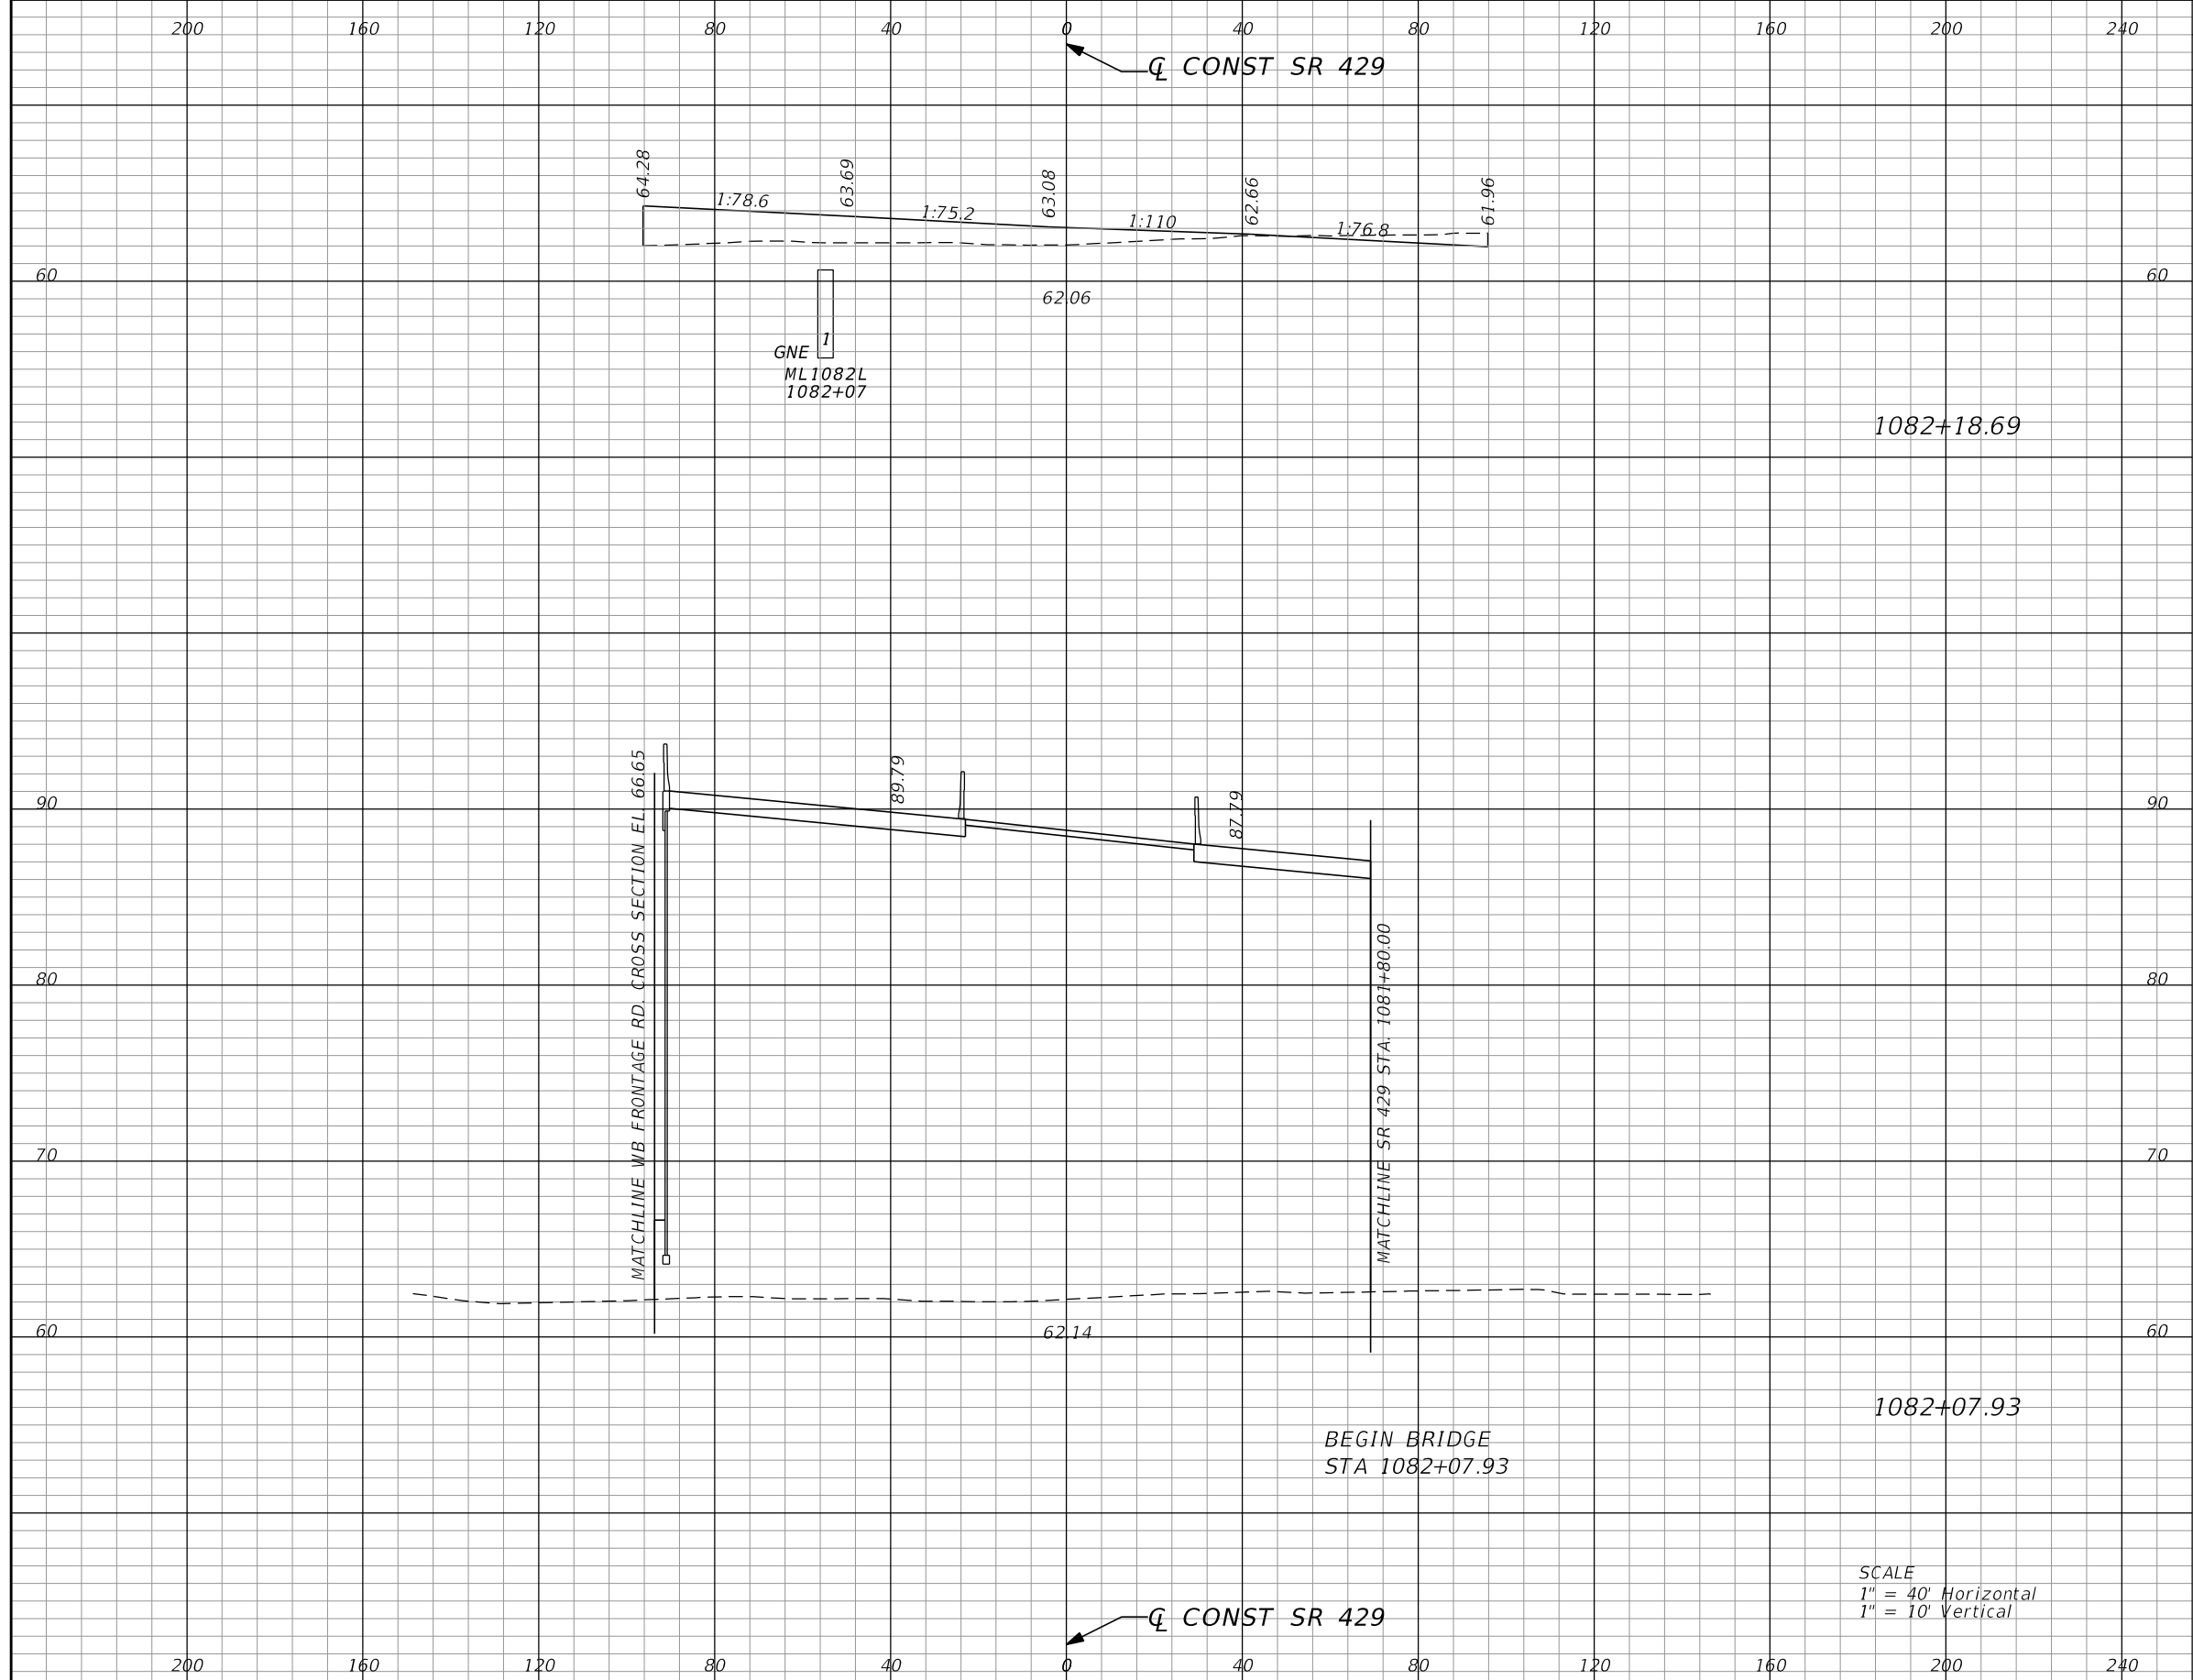 200 160 120 80 40 0 40 80 120 160 200 240
℄ CONST SR 429
64.28
63.69
63.08
62.66
61.96
1:78.6
1:75.2
1:110
1:76.8
60 60
62.06
1
GNE
ML1082L
1082+07
1082+18.69
MATCHLINE WB FRONTAGE RD. CROSS SECTION EL. 66.65
89.79
87.79
90 90
MATCHLINE SR 429 STA. 1081+80.00
80 80
70 70
60 60
62.14
1082+07.93
BEGIN BRIDGE
STA 1082+07.93
SCALE
1" = 40' Horizontal
1" = 10' Vertical
℄ CONST SR 429
200 160 120 80 40 0 40 80 120 160 200 240